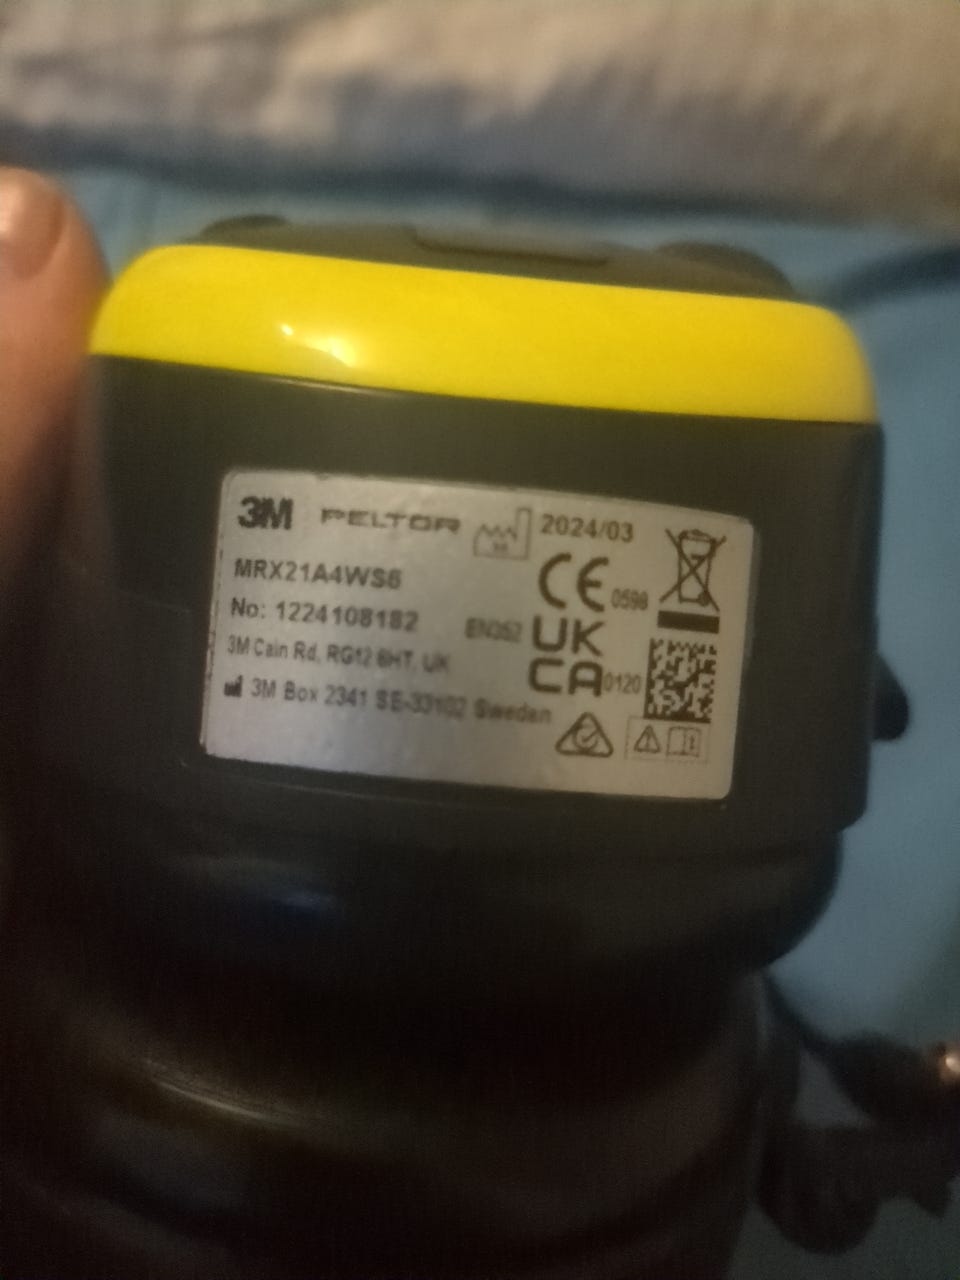 3M PELTOR 2024/03
MRX21A4WS6
CE 0598
No: 1224108182
EN352 UK
CA 0120
3M Cain Rd, RG12 8HT, UK
3M Box 2341 SE-33102 Sweden